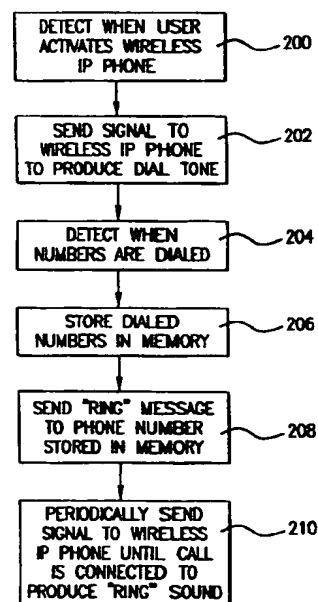 DETECT WHEN USER
ACTIVATES WIRELESS
IP PHONE
200
SEND SIGNAL TO
WIRELESS IP PHONE
TO PRODUCE DIAL TONE
202
DETECT WHEN
NUMBERS ARE DIALED
204
STORE DIALED
NUMBERS IN MEMORY
206
SEND "RING" MESSAGE
TO PHONE NUMBER
STORED IN MEMORY
208
PERIODICALLY SEND
SIGNAL TO WIRELESS
IP PHONE UNTIL CALL
IS CONNECTED TO
PRODUCE "RING" SOUND
210